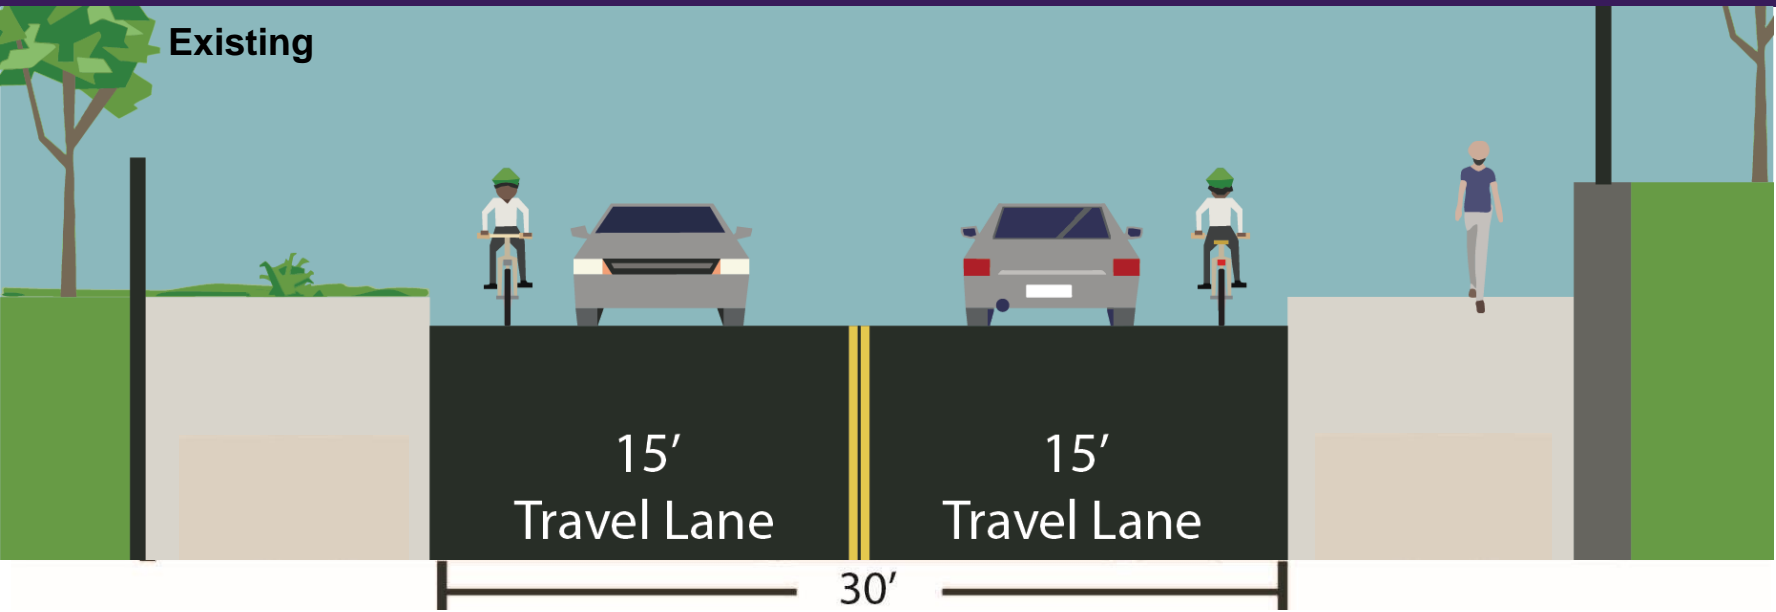 Existing
15′
Travel Lane
15′
Travel Lane
30′